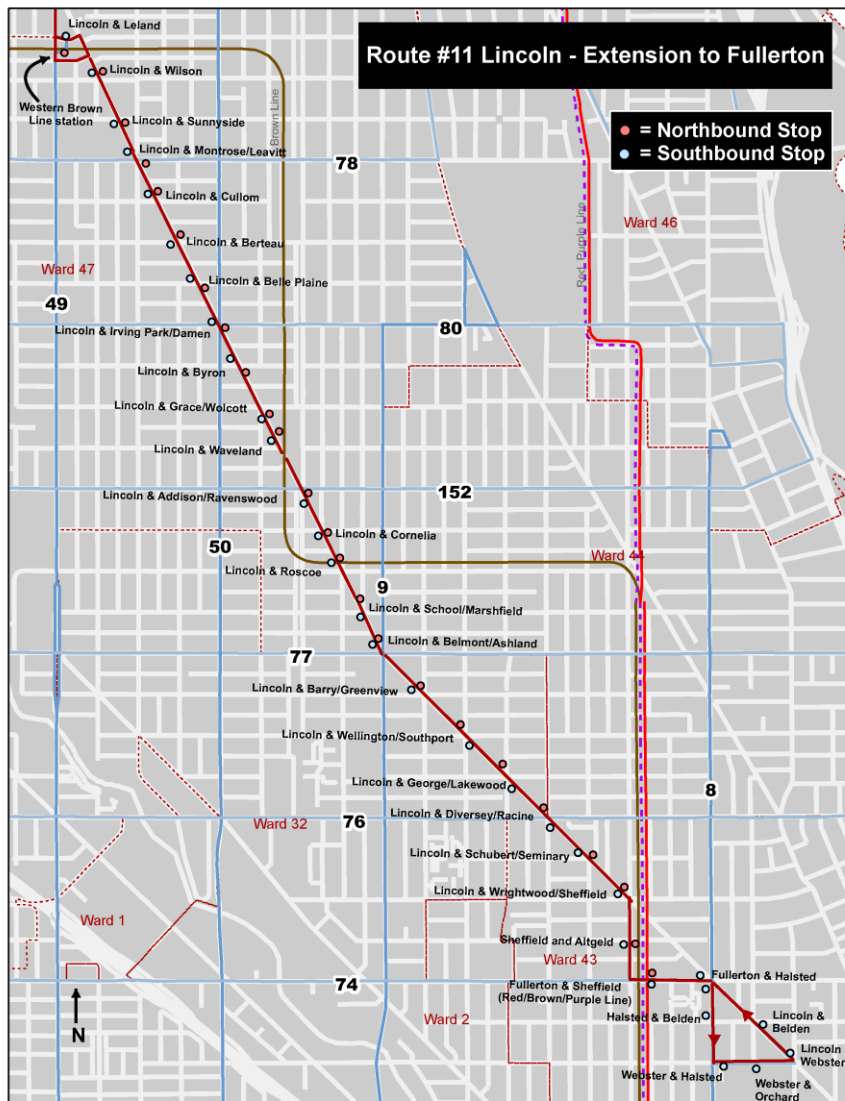 Route #11 Lincoln - Extension to Fullerton
= Northbound Stop
= Southbound Stop
Lincoln & Leland
Lincoln & Wilson
Western Brown
Line station
Brown Line
Lincoln & Sunnyside
Lincoln & Montrose/Leavitt
78
Lincoln & Cullom
Red, Purple Line
Ward 46
Lincoln & Berteau
Ward 47
Lincoln & Belle Plaine
49
Lincoln & Irving Park/Damen
80
Lincoln & Byron
Lincoln & Grace/Wolcott
Lincoln & Waveland
Lincoln & Addison/Ravenswood
152
Lincoln & Cornelia
50
Ward 44
Lincoln & Roscoe
9
Lincoln & School/Marshfield
Lincoln & Belmont/Ashland
77
Lincoln & Barry/Greenview
Lincoln & Wellington/Southport
Lincoln & George/Lakewood
8
Lincoln & Diversey/Racine
Ward 32
76
Lincoln & Schubert/Seminary
Lincoln & Wrightwood/Sheffield
Ward 1
Sheffield and Altgeld
Ward 43
74
Fullerton & Sheffield
(Red/Brown/Purple Line)
Fullerton & Halsted
N
Ward 2
Halsted & Belden
Lincoln &
Belden
Lincoln
Webster
Webster & Halsted
Webster &
Orchard